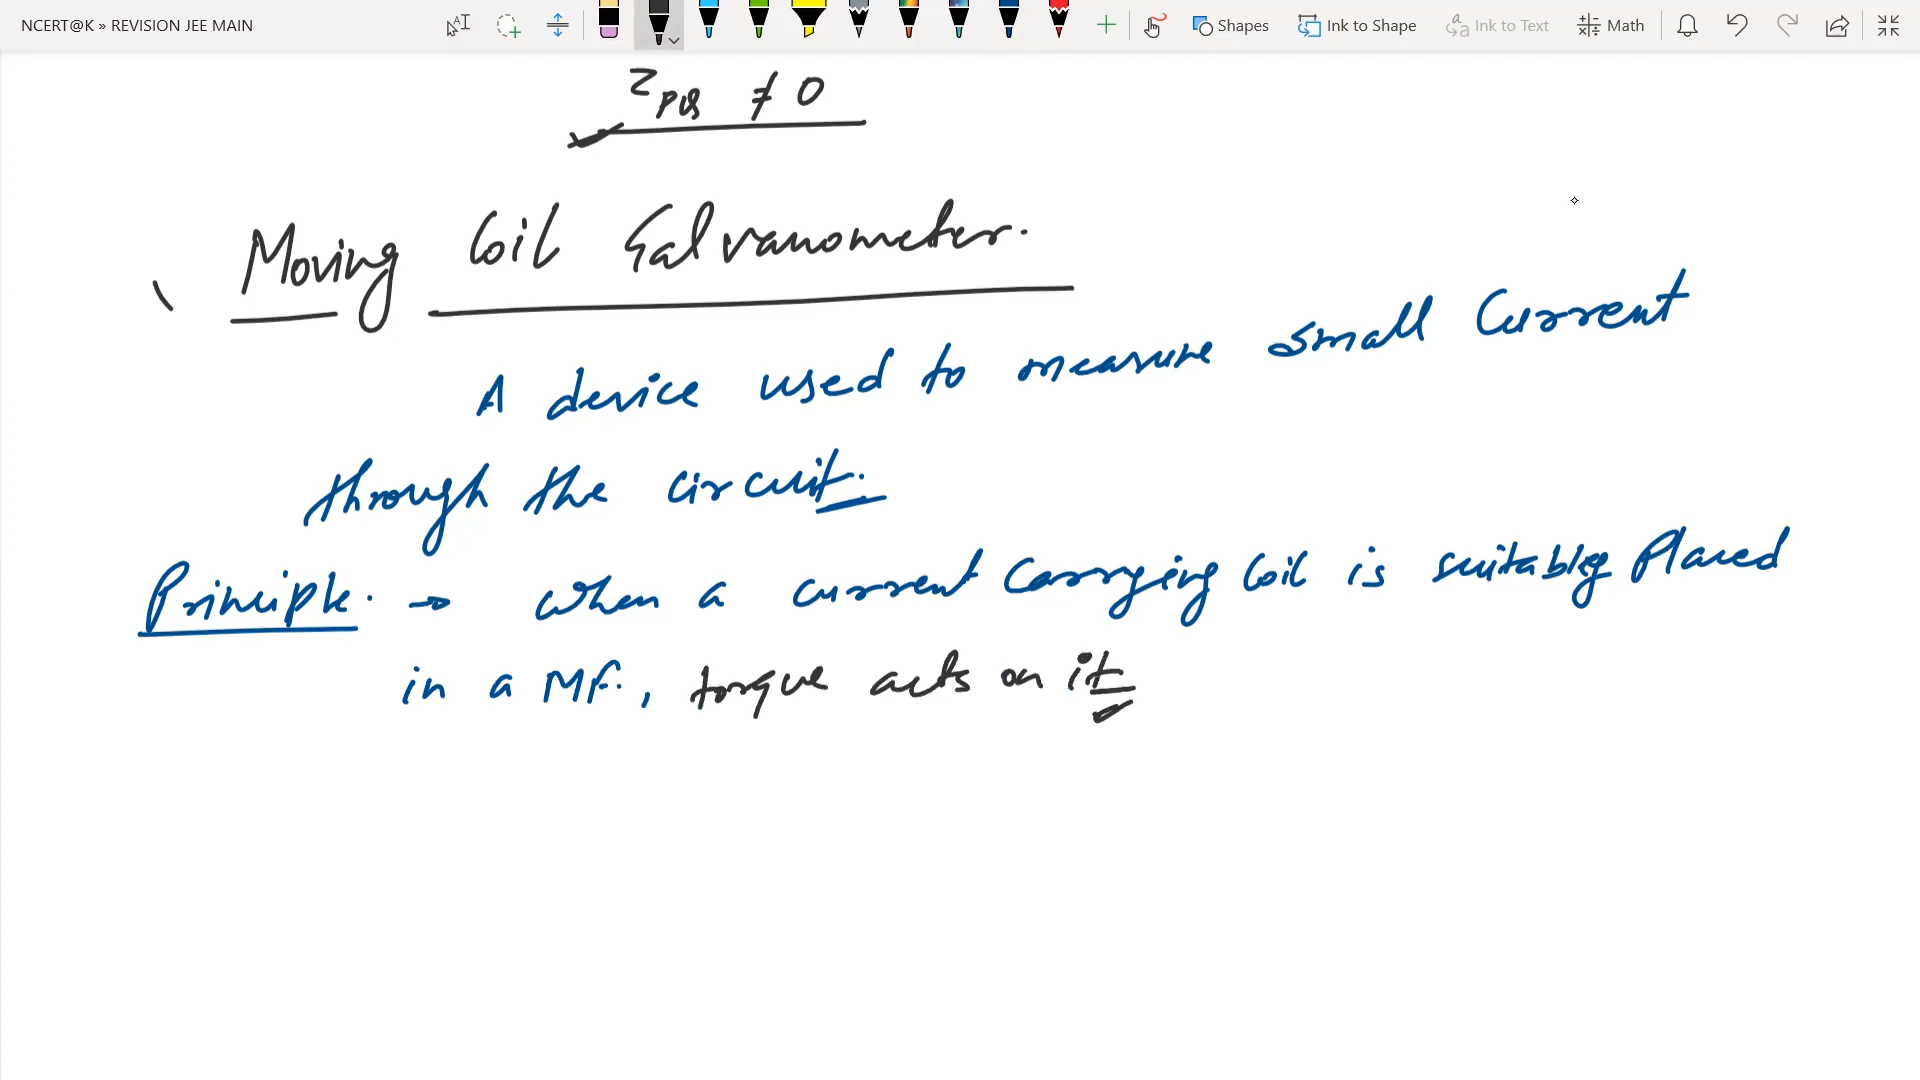 NCERT@K » REVISION JEE MAIN Shapes Ink to Shape Ink to Text Math
≠ 0
Moving Coil Galvanometer.
A device used to measure small Current
through the circuit.
Principle. → when a current carrying coil is suitably placed
in a MF., torque acts on it